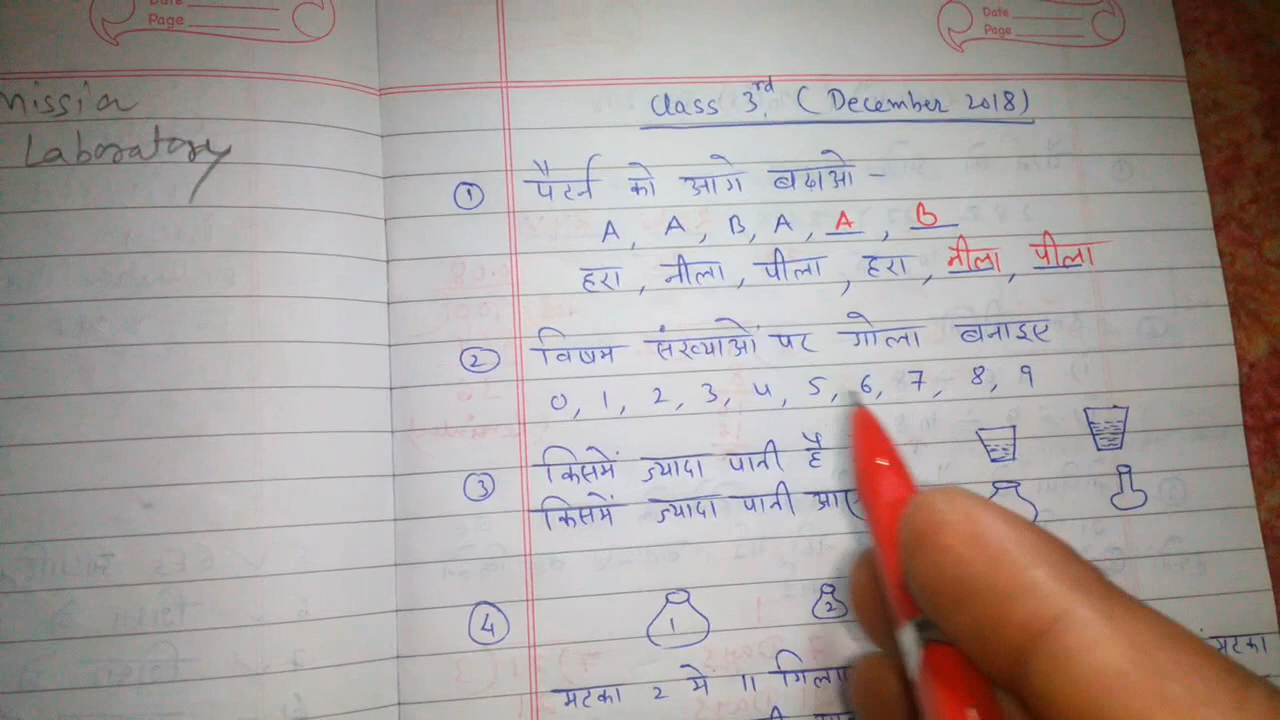 Date
Page
Date
Page
mission
Laboratory
Class 3rd. (December 2018)
① पैटर्न को आगे बढाओ -
A, A, B, A, A, B
हरा, नीला, पीला, हरा, नीला, पीला
② विषम संख्याओं पर गोला बनाइए
0, 1, 2, 3, 4, 5, 6, 7, 8, 9
③ किसमें ज्यादा पानी है
किसमें ज्यादा पानी
④ 1 2
मटका
मटका 2 में 11